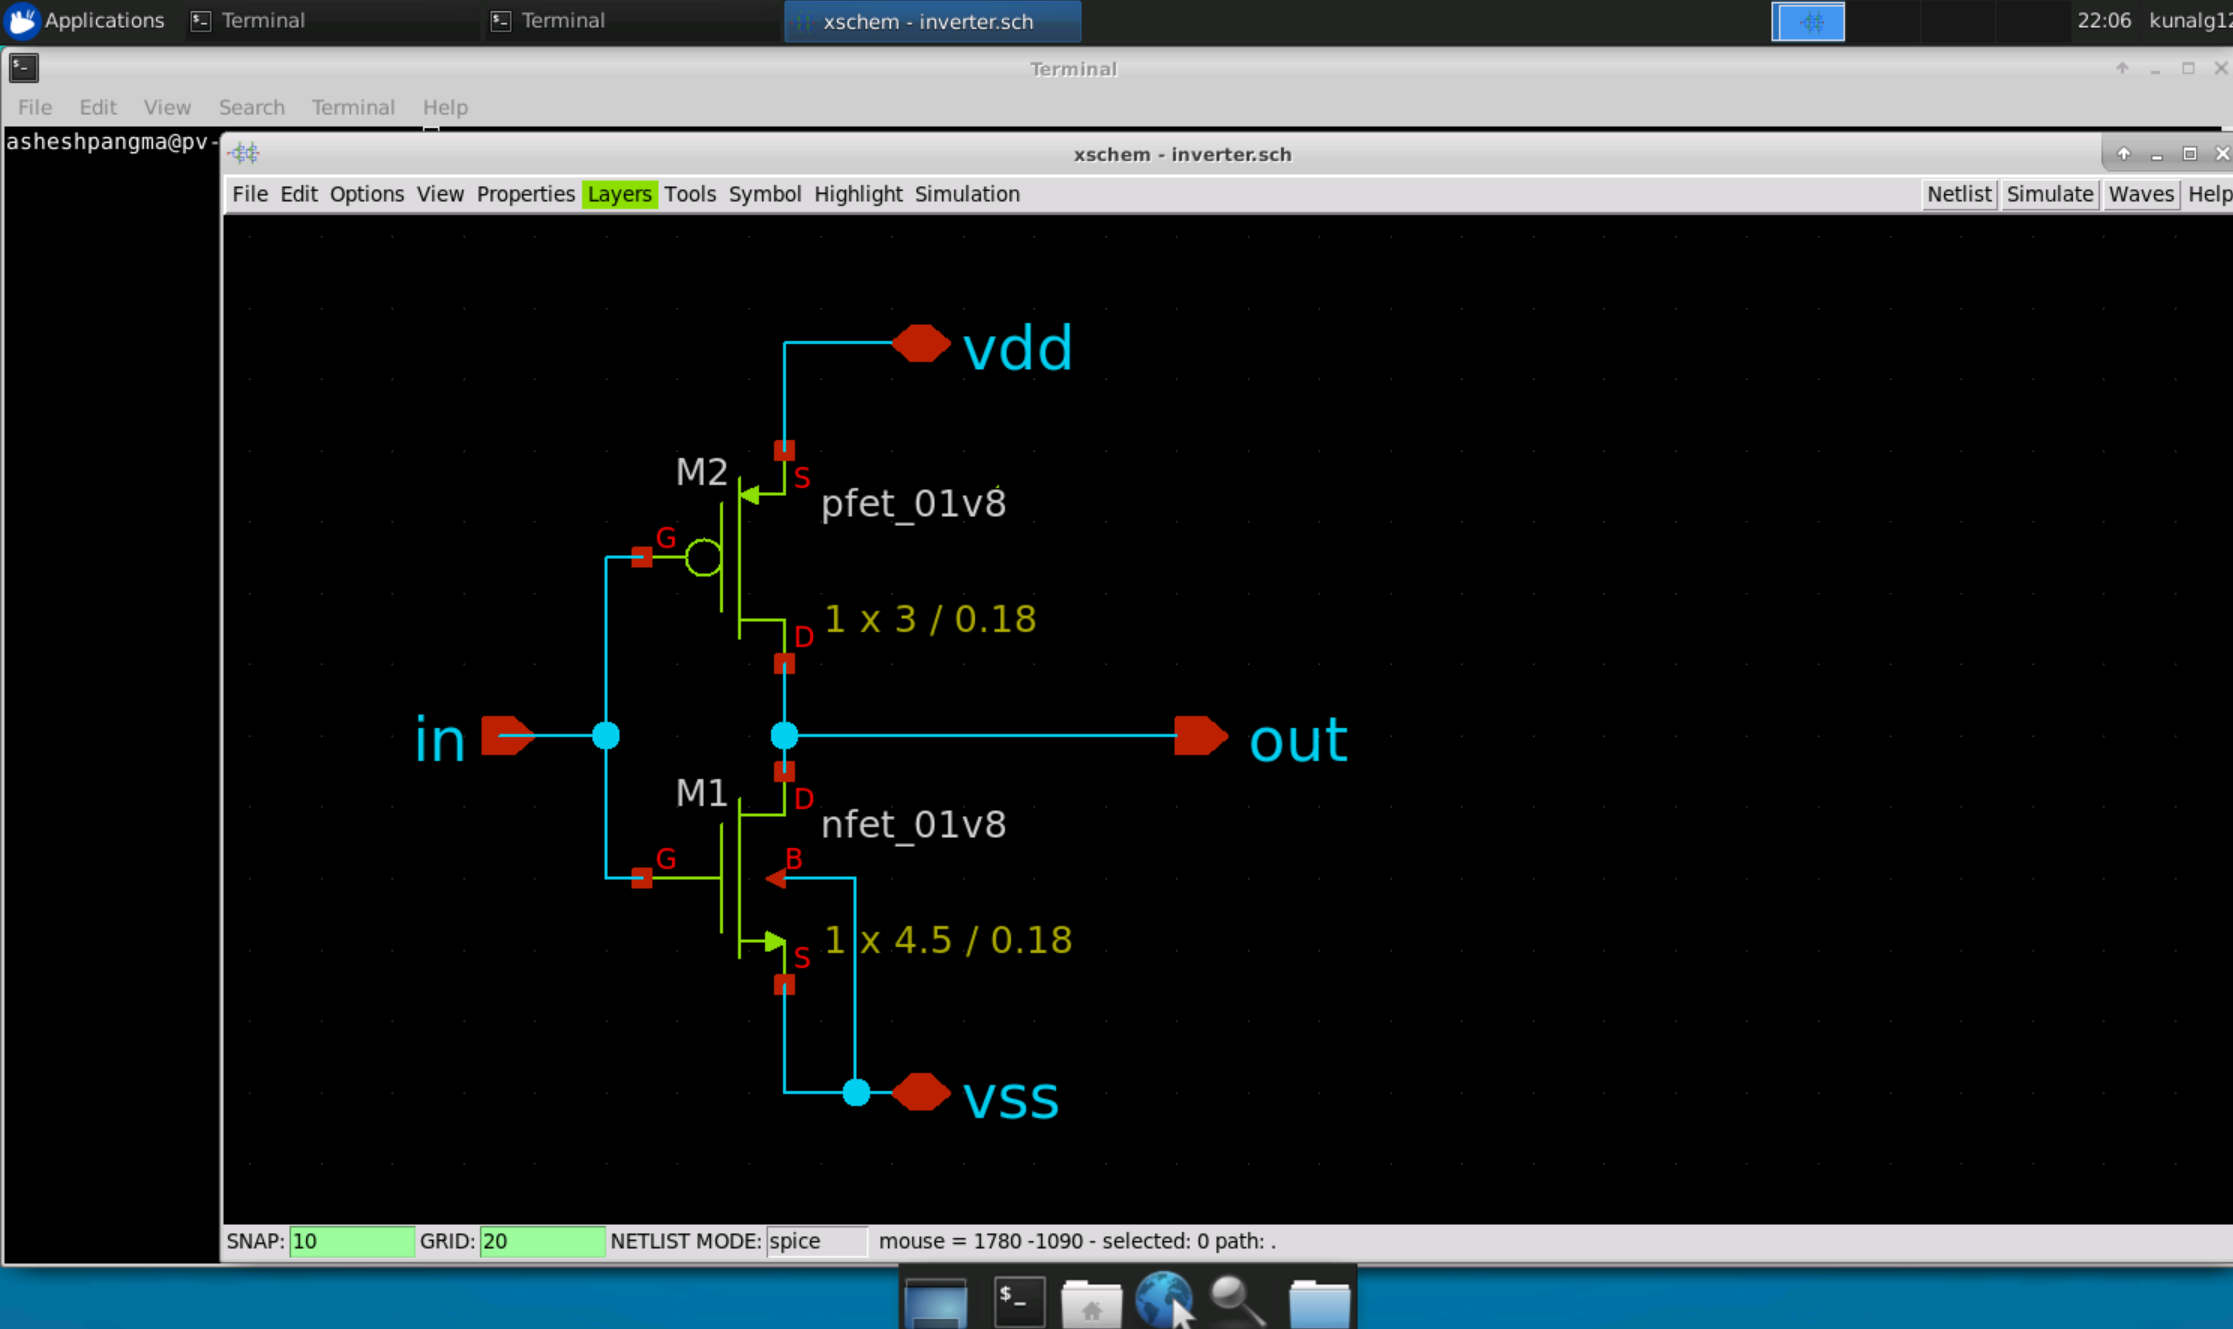 Applications Terminal Terminal xschem - inverter.sch 22:06
Terminal
File Edit View Search Terminal Help
asheshpangma@pv-
xschem - inverter.sch
File Edit Options View Properties Layers Tools Symbol Highlight Simulation Netlist Simulate Waves Help
vdd
M2
S
pfet_01v8
G
1 x 3 / 0.18
D
in
out
M1
D
nfet_01v8
G
B
1 x 4.5 / 0.18
S
vss
SNAP: 10 GRID: 20 NETLIST MODE: spice mouse = 1780 -1090 - selected: 0 path: .
$_